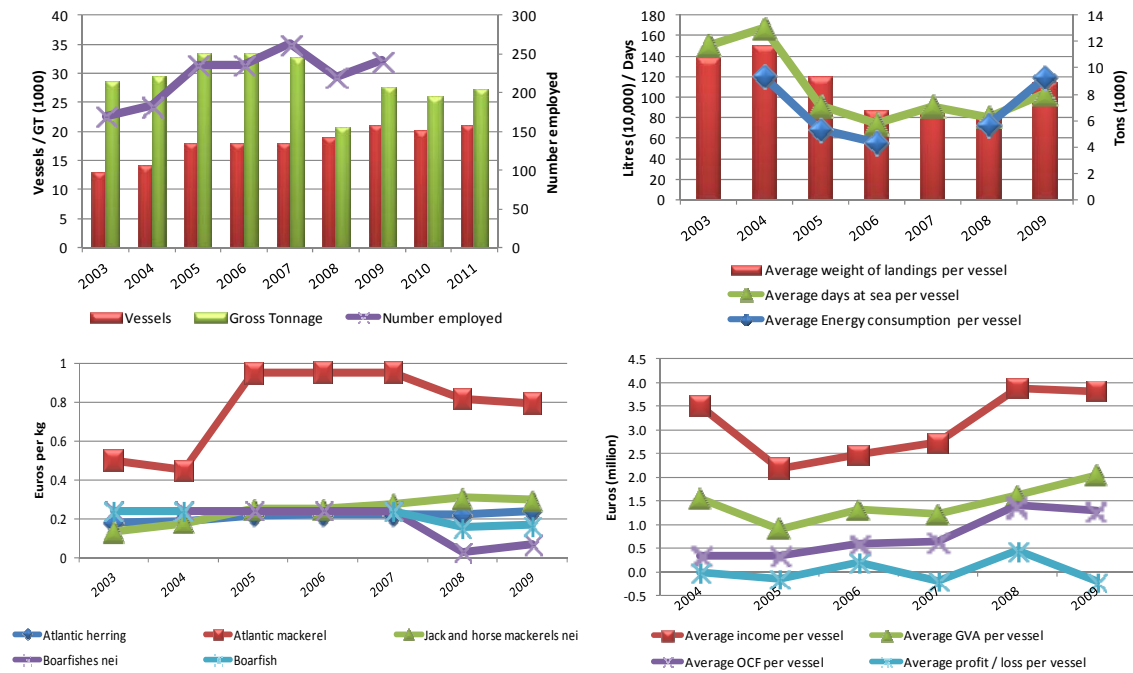 Vessels / GT (1000)
45
40
35
30
25
20
15
10
5
0
300
250
200
150
100
50
0
Number employed
2003 2004 2005 2006 2007 2008 2009 2010 2011
Vessels Gross Tonnage Number employed
Litres (10,000) / Days
180
160
140
120
100
80
60
40
20
0
14
12
10
8
6
4
2
0
Tons (1000)
2003 2004 2005 2006 2007 2008 2009
Average weight of landings per vessel
Average days at sea per vessel
Average Energy consumption per vessel
Euros per kg
1
0.8
0.6
0.4
0.2
0
2003 2004 2005 2006 2007 2008 2009
Atlantic herring Atlantic mackerel Jack and horse mackerels nei
Boarfishes nei Boarfish
Euros (million)
4.5
4.0
3.5
3.0
2.5
2.0
1.5
1.0
0.5
0.0
-0.5
2004 2005 2006 2007 2008 2009
Average income per vessel Average GVA per vessel
Average OCF per vessel Average profit / loss per vessel